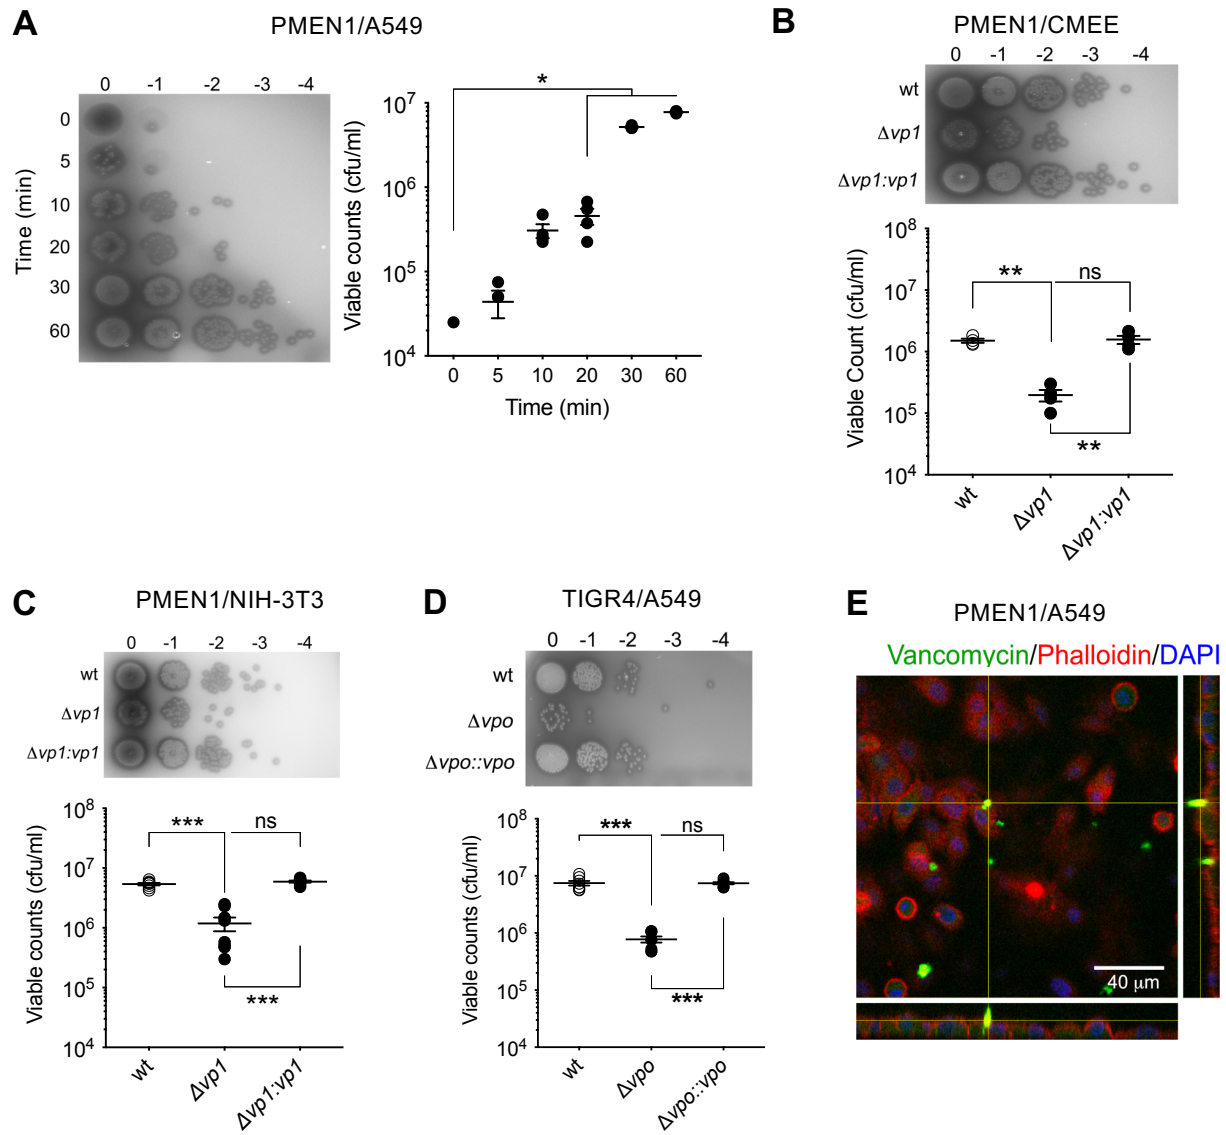 A
PMEN1/A549
0 -1 -2 -3 -4
Time (min)
0
5
10
20
30
60
*
Viable counts (cfu/ml)
10⁷
10⁶
10⁵
10⁴
0 5 10 20 30 60
Time (min)
B
PMEN1/CMEE
0 -1 -2 -3 -4
wt
Δvp1
Δvp1:vp1
Viable Count (cfu/ml)
10⁸
10⁷
10⁶
10⁵
10⁴
** ns
**
wt Δvp1 Δvp1:vp1
C
PMEN1/NIH-3T3
0 -1 -2 -3 -4
wt
Δvp1
Δvp1:vp1
Viable counts (cfu/ml)
10⁸
10⁷
10⁶
10⁵
10⁴
*** ns
***
wt Δvp1 Δvp1:vp1
D
TIGR4/A549
0 -1 -2 -3 -4
wt
Δvpo
Δvpo::vpo
Viable counts (cfu/ml)
10⁸
10⁷
10⁶
10⁵
10⁴
*** ns
***
wt Δvpo Δvpo::vpo
E
PMEN1/A549
Vancomycin/Phalloidin/DAPI
40 μm